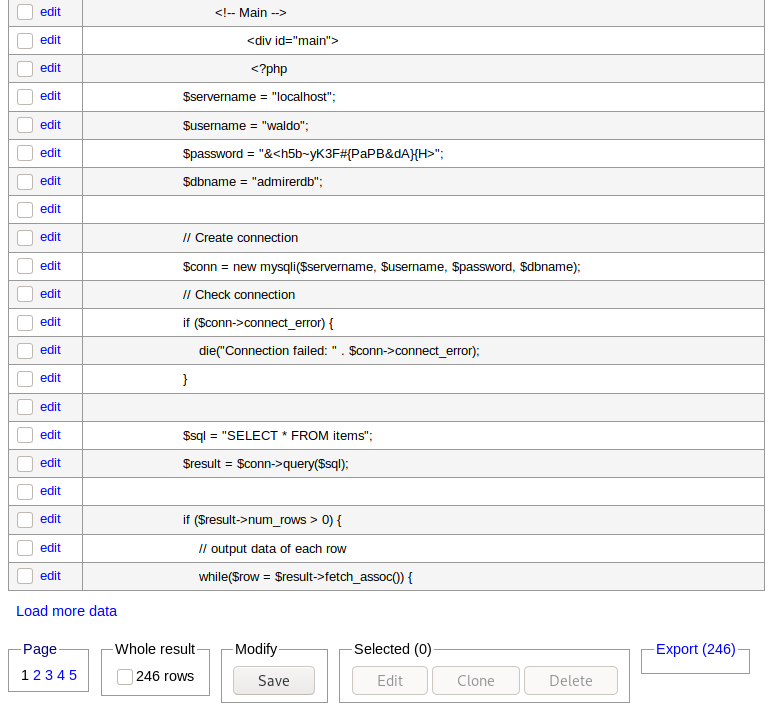 edit <!-- Main -->
edit <div id="main">
edit <?php
edit $servername = "localhost";
edit $username = "waldo";
edit $password = "&<h5b~yK3F#{PaPB&dA}{H>";
edit $dbname = "admirerdb";
edit
edit // Create connection
edit $conn = new mysqli($servername, $username, $password, $dbname);
edit // Check connection
edit if ($conn->connect_error) {
edit die("Connection failed: " . $conn->connect_error);
edit }
edit
edit $sql = "SELECT * FROM items";
edit $result = $conn->query($sql);
edit
edit if ($result->num_rows > 0) {
edit // output data of each row
edit while($row = $result->fetch_assoc()) {
Load more data
Page Whole result Modify Selected (0) Export (246)
1 2 3 4 5 246 rows Save Edit Clone Delete